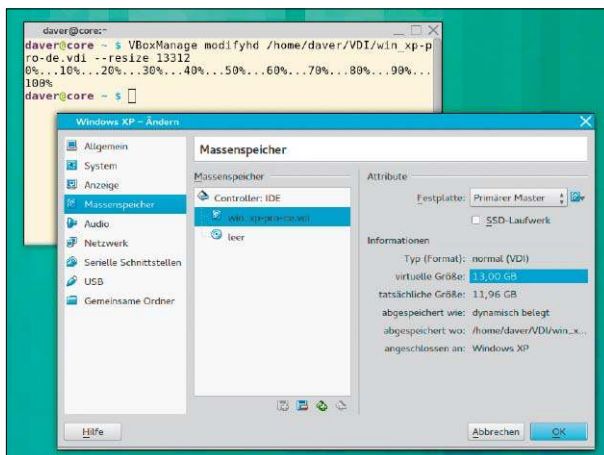 daver@core:~
daver@core ~ $ VBoxManage modifyhd /home/daver/VDI/win_xp-p
ro-de.vdi --resize 13312
0%...10%...20%...30%...40%...50%...60%...70%...80%...90%...
100%
daver@core ~ $
Windows XP – Ändern
Allgemein
System
Anzeige
Massenspeicher
Audio
Netzwerk
Serielle Schnittstellen
USB
Gemeinsame Ordner
Massenspeicher
Massenspeicher
Controller: IDE
win_xp-pro-de.vdi
leer
Attribute
Festplatte: Primärer Master
SSD-Laufwerk
Informationen
Typ (Format): normal (VDI)
virtuelle Größe: 13,00 GB
tatsächliche Größe: 11,96 GB
abgespeichert wie: dynamisch belegt
abgespeichert wo: /home/daver/VDI/win_x...
angeschlossen an: Windows XP
Hilfe
Abbrechen
OK